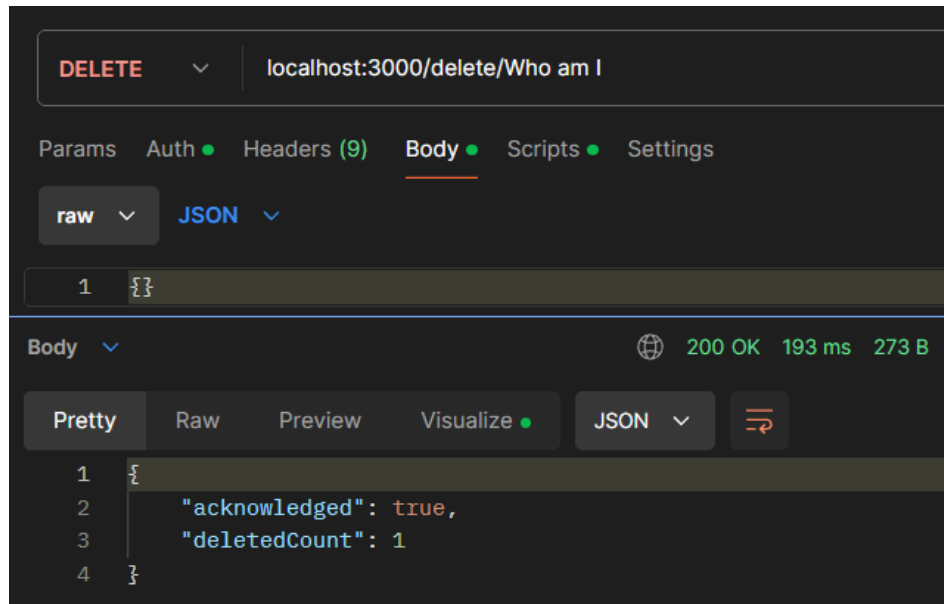 DELETE localhost:3000/delete/Who am I
Params Auth Headers (9) Body Scripts Settings
raw JSON
1 {}
Body 200 OK 193 ms 273 B
Pretty Raw Preview Visualize JSON
1 {
2 "acknowledged": true,
3 "deletedCount": 1
4 }